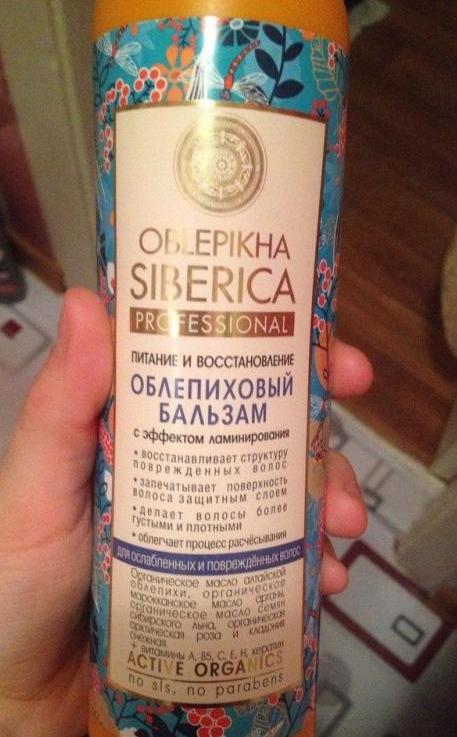 OBLEPIKHA
SIBERICA
PROFESSIONAL
ПИТАНИЕ И ВОССТАНОВЛЕНИЕ
ОБЛЕПИХОВЫЙ
БАЛЬЗАМ
с эффектом ламинирования
• восстанавливает структуру
поврежденных волос
• запечатывает поверхность
волоса защитным слоем
• делает волосы более
густыми и плотными
• облегчает процесс расчёсывания
для ослабленных и повреждённых волос
Органическое масло алтайской
облепихи, органическое
марокканское масло арганы,
органическое масло семян
сибирского льна, органическая
арктическая роза и кладония
снежная.
+ витамины A, B5, C, E, H, кератин
ACTIVE ORGANICS
no sls, no parabens